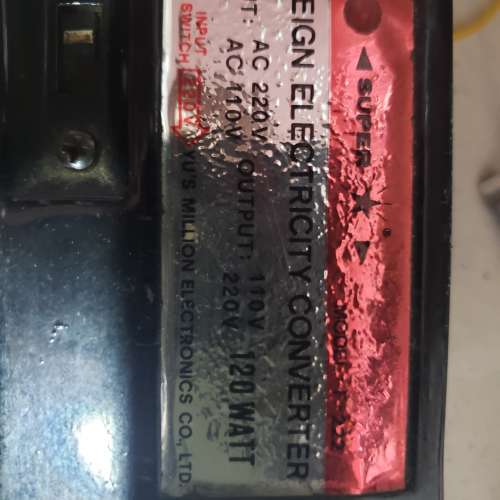 ◀ SUPER ★ ▶
MODEL
EIGN ELECTRICITY CONVERTER
T: AC 220V OUTPUT: 110V 120 WATT
AC 110V 220V
INPUT
SWITCH 220V YU'S MILLION ELECTRONICS CO., LTD.